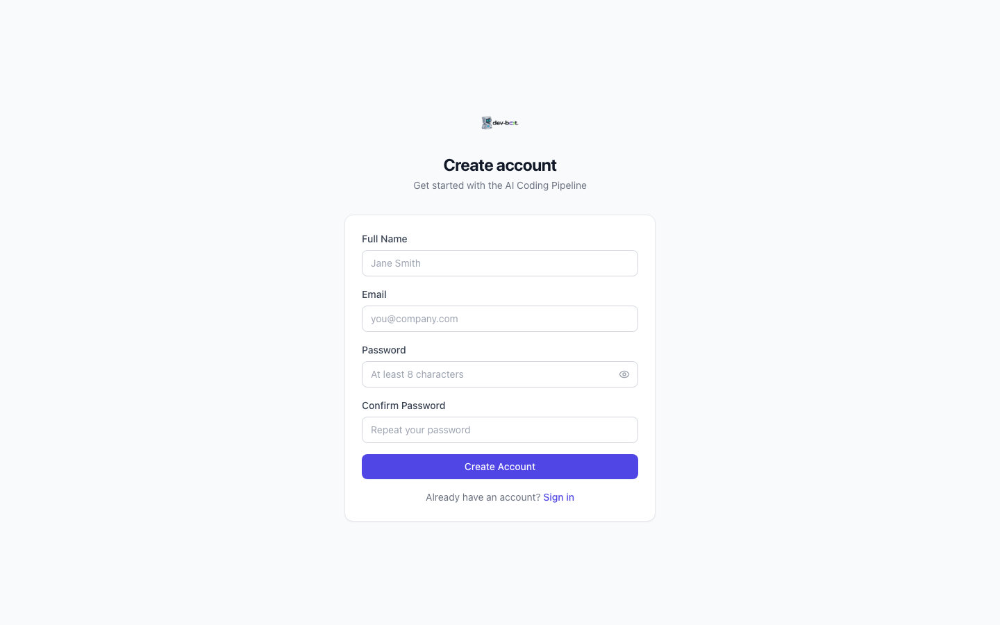 dev-bot.
Create account
Get started with the AI Coding Pipeline
Full Name
Jane Smith
Email
you@company.com
Password
At least 8 characters
Confirm Password
Repeat your password
Create Account
Already have an account? Sign in